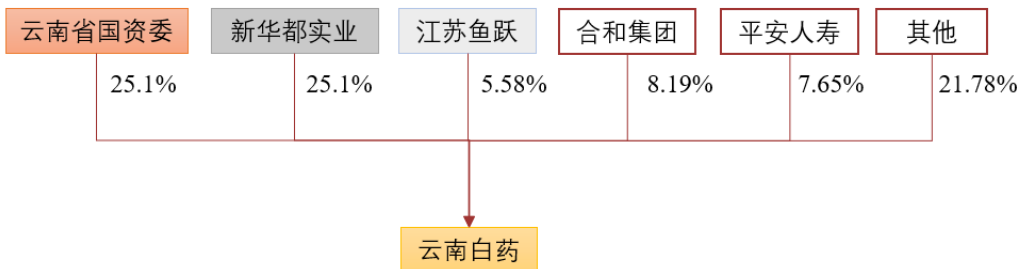 云南省国资委 新华都实业 江苏鱼跃 合和集团 平安人寿 其他
25.1% 25.1% 5.58% 8.19% 7.65% 21.78%
云南白药